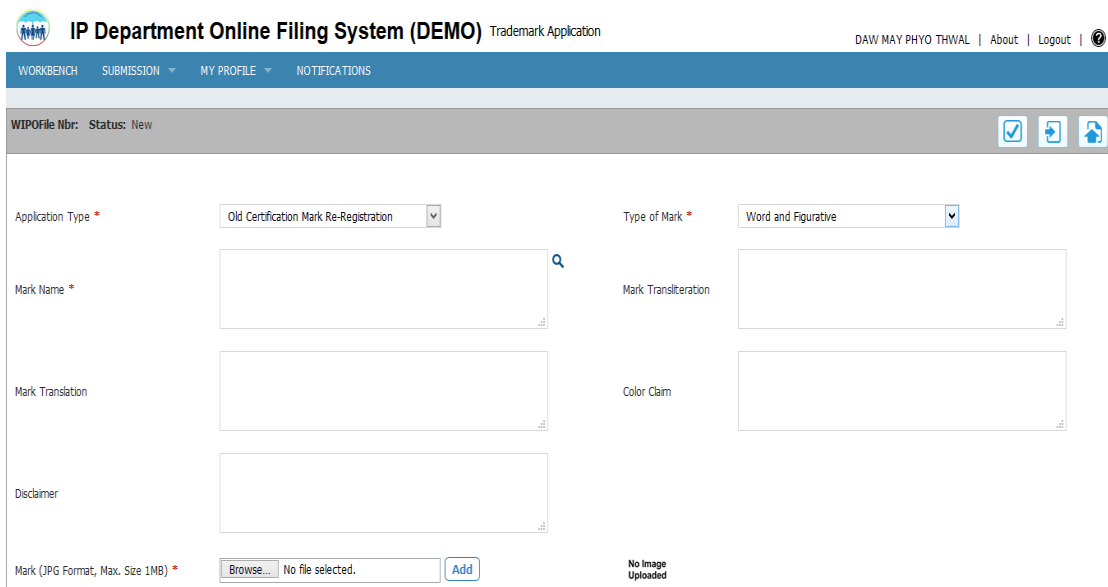 IP Department Online Filing System (DEMO) Trademark Application
DAW MAY PHYO THWAL | About | Logout |
WORKBENCH SUBMISSION MY PROFILE NOTIFICATIONS
WIPOFile Nbr: Status: New
Application Type * Old Certification Mark Re-Registration Type of Mark * Word and Figurative
Mark Name * Mark Transliteration
Mark Translation Color Claim
Disclaimer
Mark (JPG Format, Max. Size 1MB) * Browse... No file selected. Add No Image
Uploaded